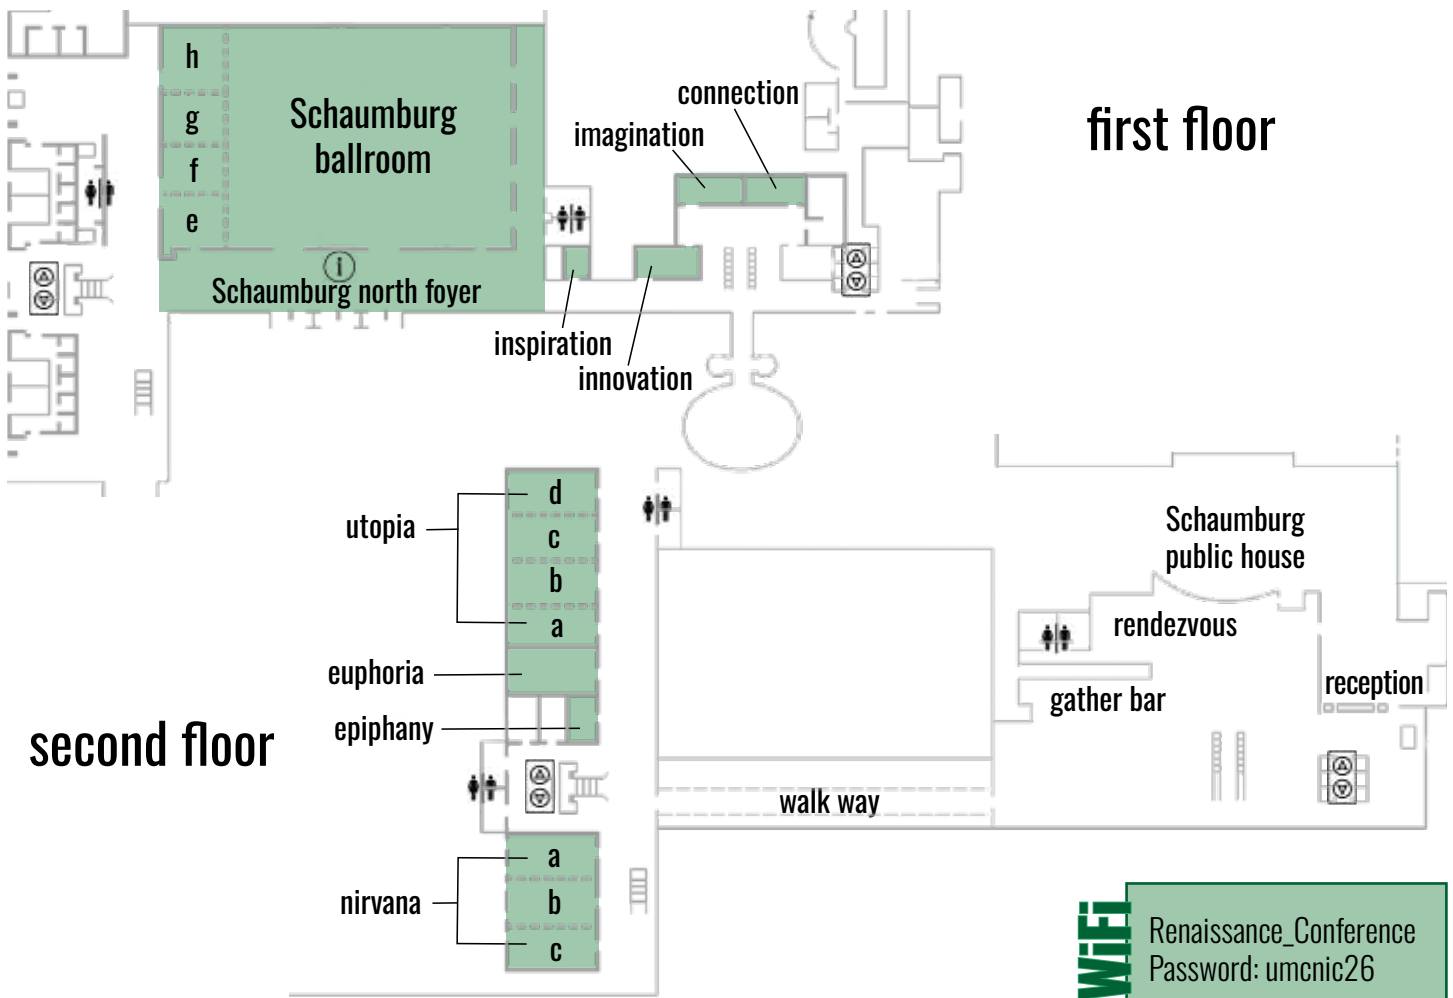 first floor
h
g
f
e
Schaumburg
ballroom
i
Schaumburg north foyer
connection
imagination
inspiration
innovation
second floor
utopia
d
c
b
a
euphoria
epiphany
nirvana
a
b
c
walk way
Schaumburg
public house
rendezvous
gather bar
reception
WiFi
Renaissance_Conference
Password: umcnic26